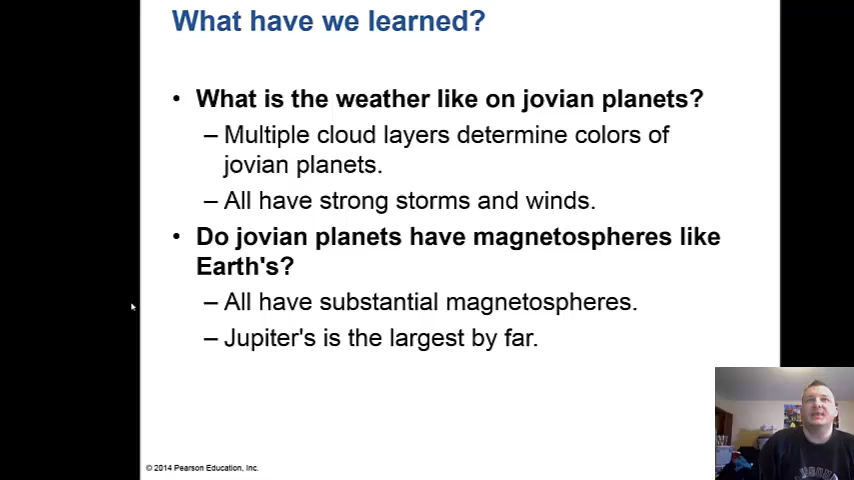 What have we learned?
• What is the weather like on jovian planets?
– Multiple cloud layers determine colors of
jovian planets.
– All have strong storms and winds.
• Do jovian planets have magnetospheres like
Earth's?
– All have substantial magnetospheres.
– Jupiter's is the largest by far.
© 2014 Pearson Education, Inc.